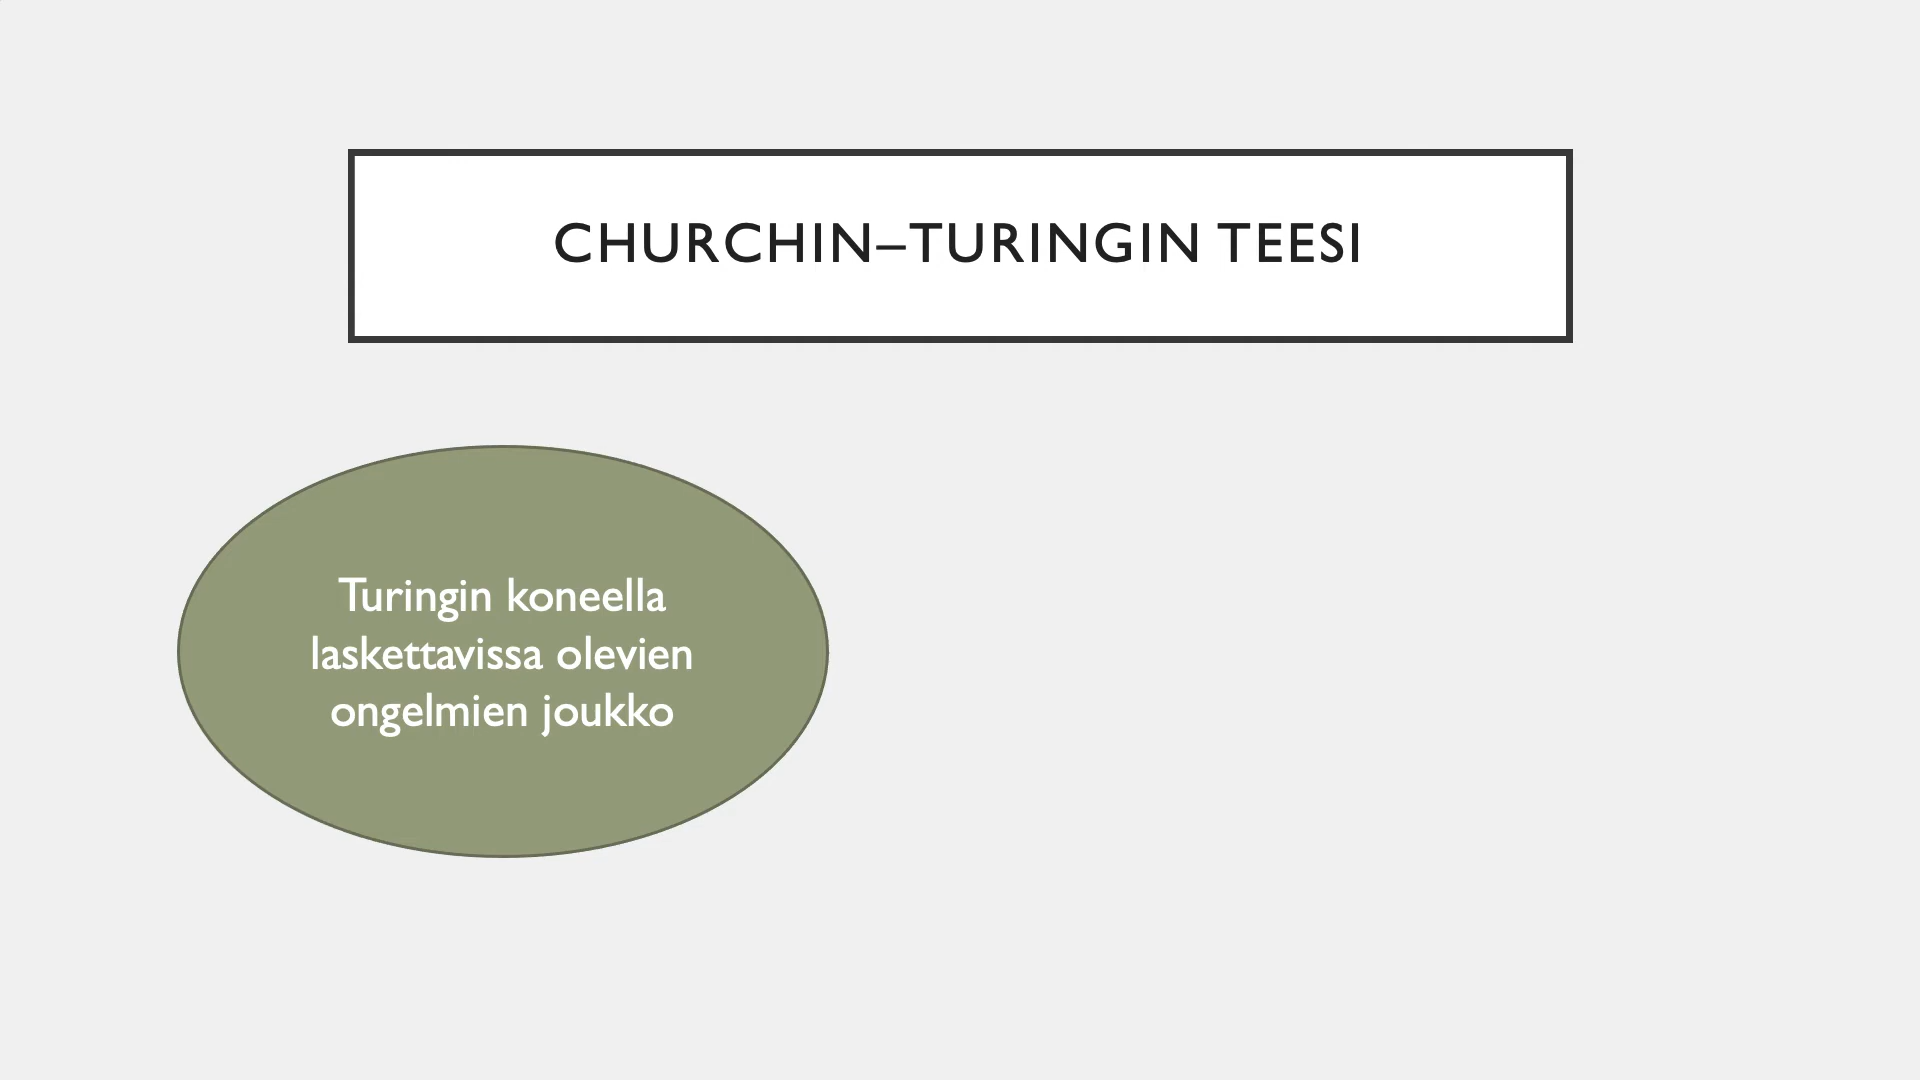 CHURCHIN–TURINGIN TEESI
Turingin koneella
laskettavissa olevien
ongelmien joukko